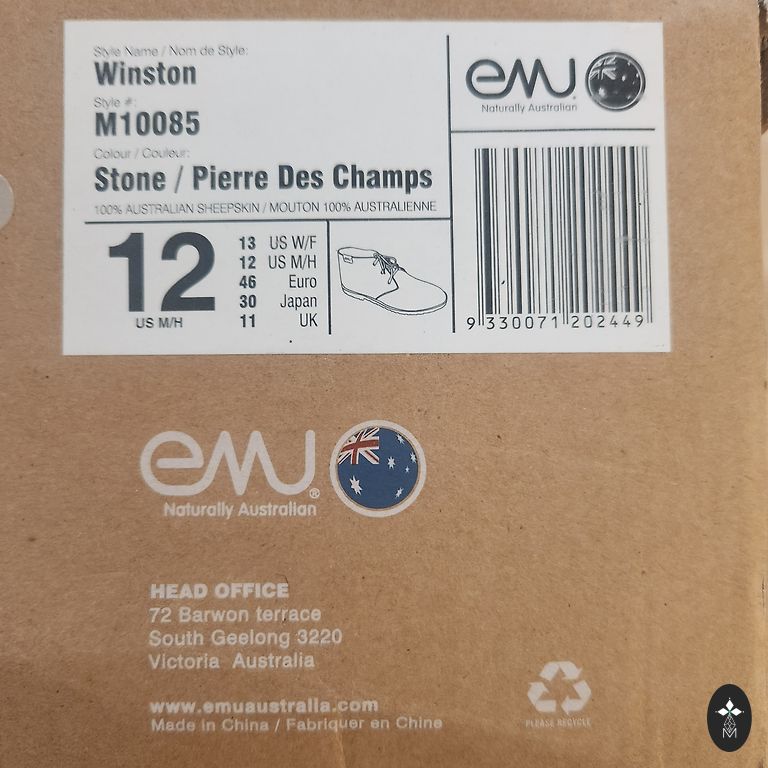 Style Name / Nom de Style:
Winston
Style #:
M10085
Colour / Couleur:
Stone / Pierre Des Champs
100% AUSTRALIAN SHEEPSKIN / MOUTON 100% AUSTRALIENNE
12
US M/H
13 US W/F
12 US M/H
46 Euro
30 Japan
11 UK
emu
Naturally Australian
9 330071 202449
emu®
Naturally Australian
HEAD OFFICE
72 Barwon terrace
South Geelong 3220
Victoria Australia
www.emuaustralia.com
Made in China / Fabriquer en Chine
PLEASE RECYCLE
M